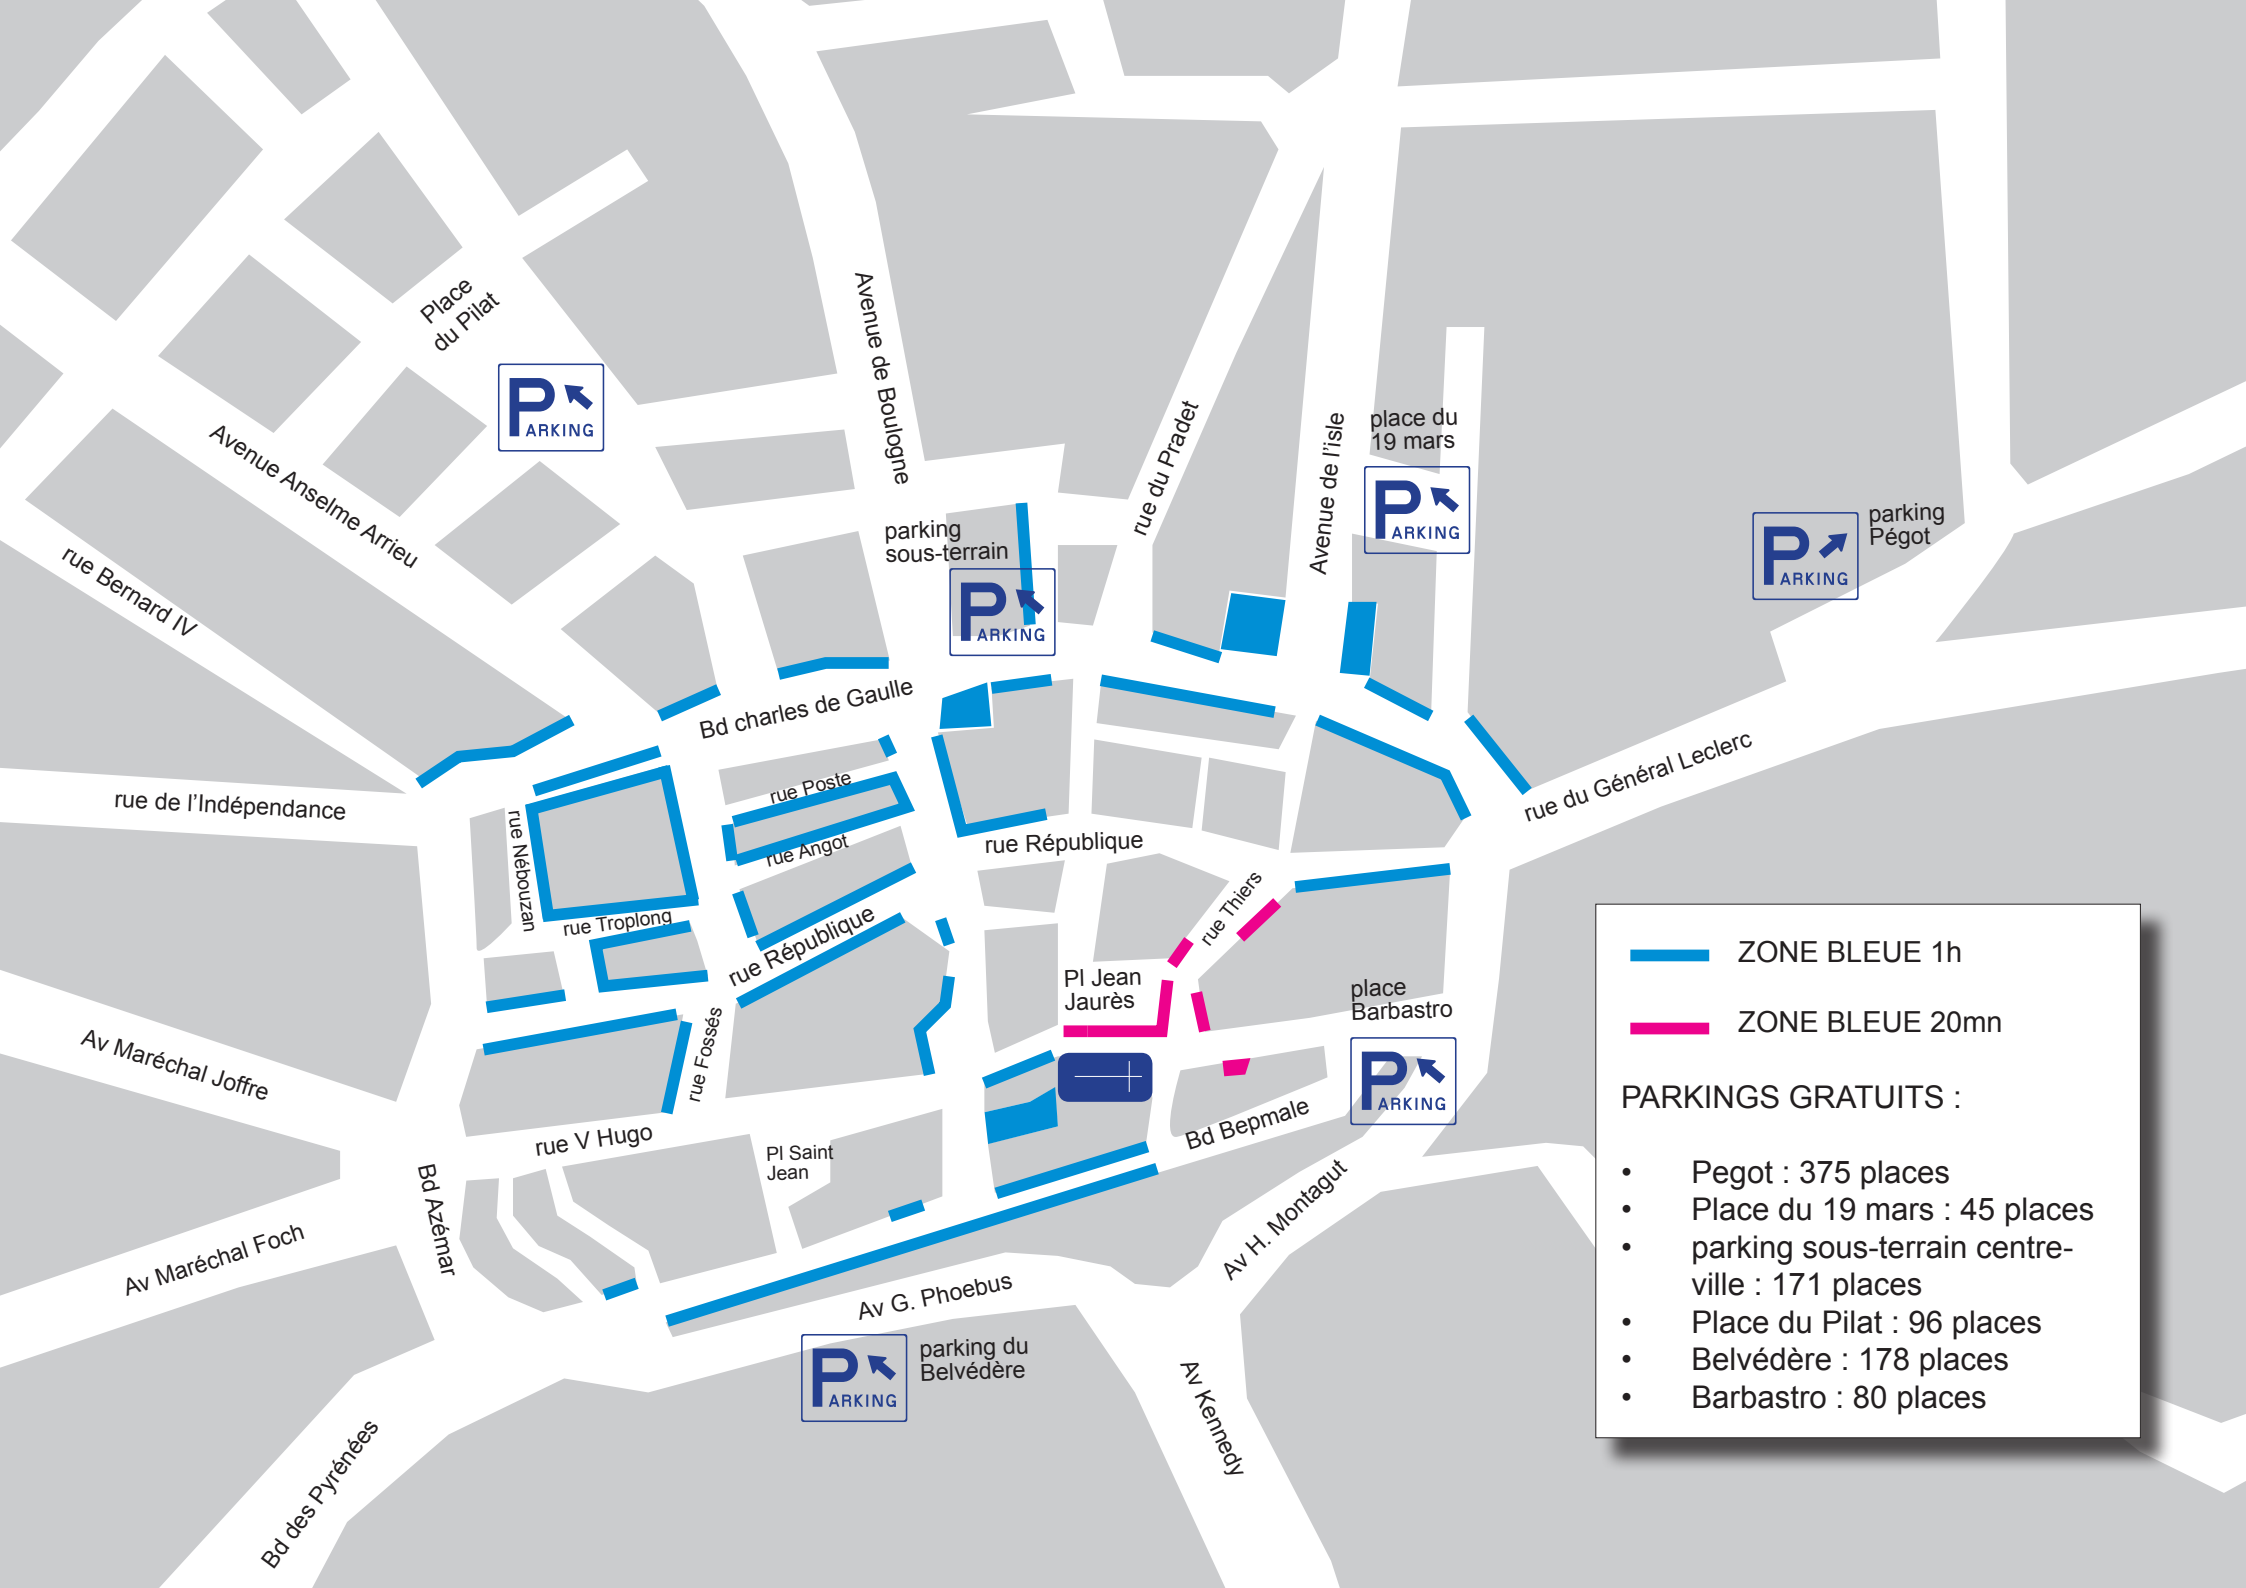 Place
du Pilat
PARKING
Avenue de Boulogne
rue du Pradet
Avenue de l'isle
place du
19 mars
PARKING
parking
Pégot
PARKING
Avenue Anselme Arrieu
rue Bernard IV
parking
sous-terrain
PARKING
Bd charles de Gaulle
rue de l'Indépendance
rue Nébouzan
rue Poste
rue Angot
rue République
rue du Général Leclerc
rue Troplong
rue République
rue Thiers
Pl Jean
Jaurès
place
Barbastro
PARKING
rue Fossés
Av Maréchal Joffre
rue V Hugo
Pl Saint
Jean
Bd Bepmale
Bd Azémar
Av Maréchal Foch
Av H. Montagut
Av G. Phoebus
PARKING
parking du
Belvédère
Av Kennedy
Bd des Pyrénées
ZONE BLEUE 1h
ZONE BLEUE 20mn
PARKINGS GRATUITS :
• Pegot : 375 places
• Place du 19 mars : 45 places
• parking sous-terrain centre-
ville : 171 places
• Place du Pilat : 96 places
• Belvédère : 178 places
• Barbastro : 80 places